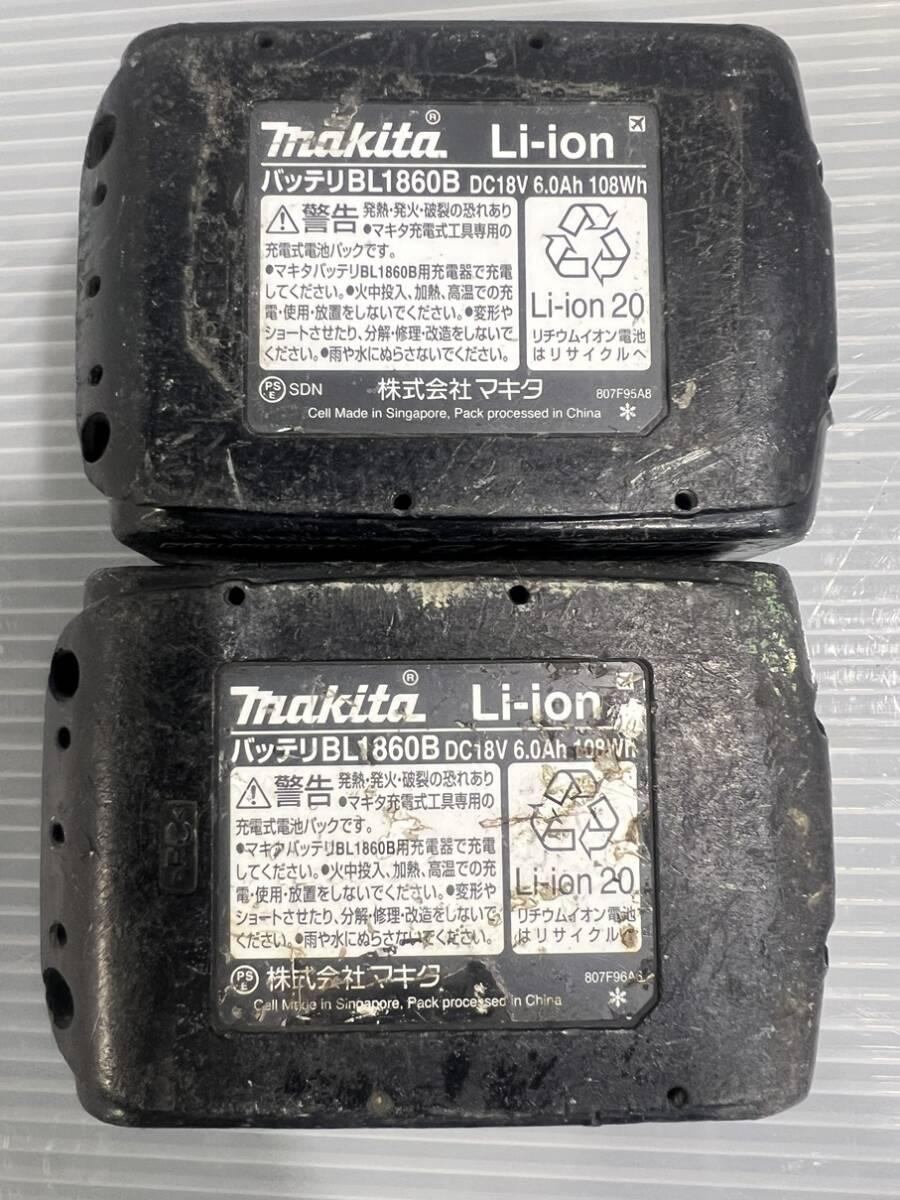 makita® Li-ion
バッテリBL1860B DC18V 6.0Ah 108Wh
警告 発熱・発火・破裂の恐れあり
●マキタ充電式工具専用の
充電式電池パックです。
●マキタバッテリBL1860B用充電器で充電
してください。●火中投入、加熱、高温での充
電・使用・放置をしないでください。●変形や
ショートさせたり、分解・修理・改造をしないで
ください。●雨や水にぬらさないでください。
Li-ion 20
リチウムイオン電池
はリサイクルへ
PSE SDN 株式会社マキタ 807F95A8
Cell Made in Singapore, Pack processed in China
makita® Li-ion
バッテリBL1860B DC18V 6.0Ah 108Wh
警告 発熱・発火・破裂の恐れあり
●マキタ充電式工具専用の
充電式電池パックです。
●マキタバッテリBL1860B用充電器で充電
してください。●火中投入、加熱、高温での充
電・使用・放置をしないでください。●変形や
ショートさせたり、分解・修理・改造をしないで
ください。●雨や水にぬらさないでください。
Li-ion 20
リチウムイオン電池
はリサイクルへ
PSE 株式会社マキタ
Cell Made in Singapore, Pack processed in China